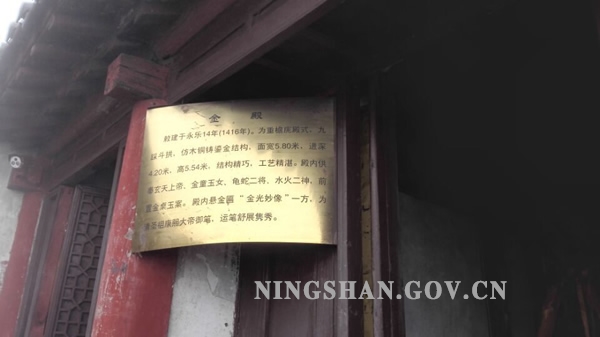 金殿
殿建于永乐14年(1416年)。为重檐庑殿式、九
踩斗拱，仿木铜铸鎏金结构，面宽5.80米，进深
4.20米，高5.54米，结构精巧，工艺精湛。殿内供
玄天上帝、金童玉女、龟蛇二将、水火二神，前
置金桌玉案。殿内悬金匾“金光妙像”一方，为
圣祖康熙大帝御笔，运笔舒展隽秀。
NINGSHAN.GOV.CN